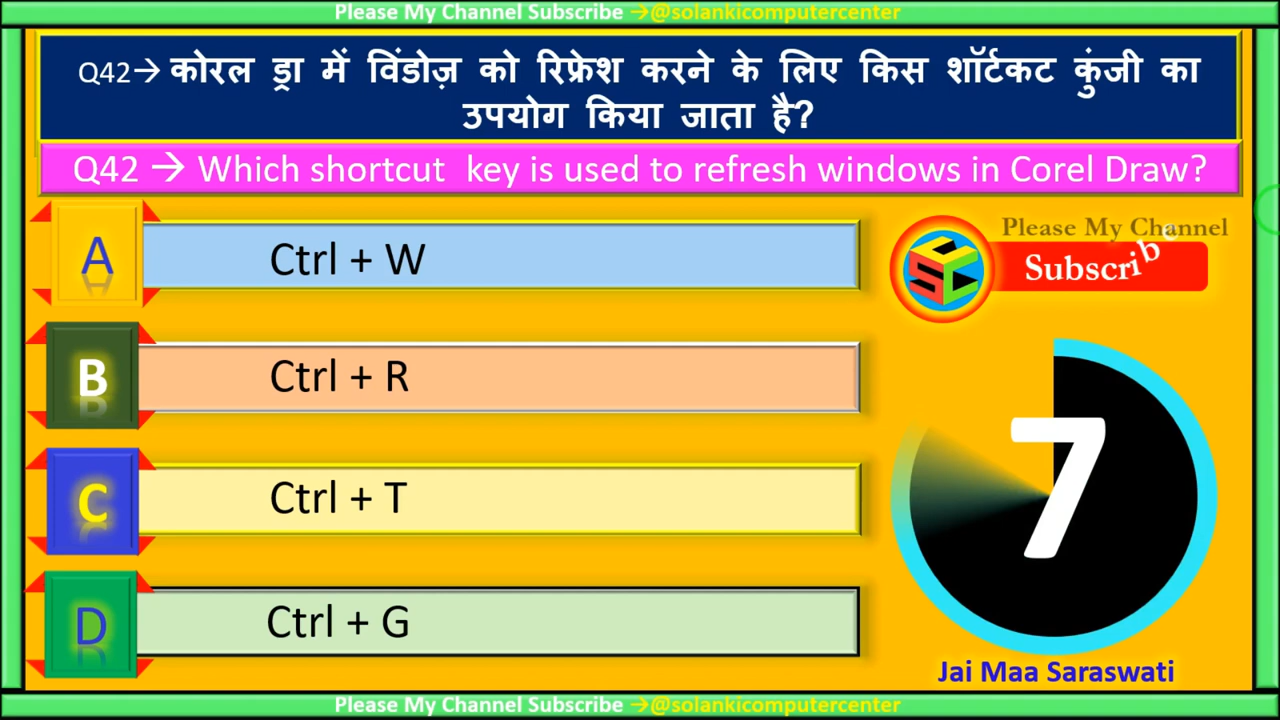 Please My Channel Subscribe →@solankicomputercenter
Q42→ कोरल ड्रा में विंडोज़ को रिफ्रेश करने के लिए किस शॉर्टकट कुंजी का
उपयोग किया जाता है?
Q42 → Which shortcut key is used to refresh windows in Corel Draw?
A Ctrl + W
Please My Channel
SCC
Subscribe
B Ctrl + R
C Ctrl + T
7
D Ctrl + G
Jai Maa Saraswati
Please My Channel Subscribe →@solankicomputercenter